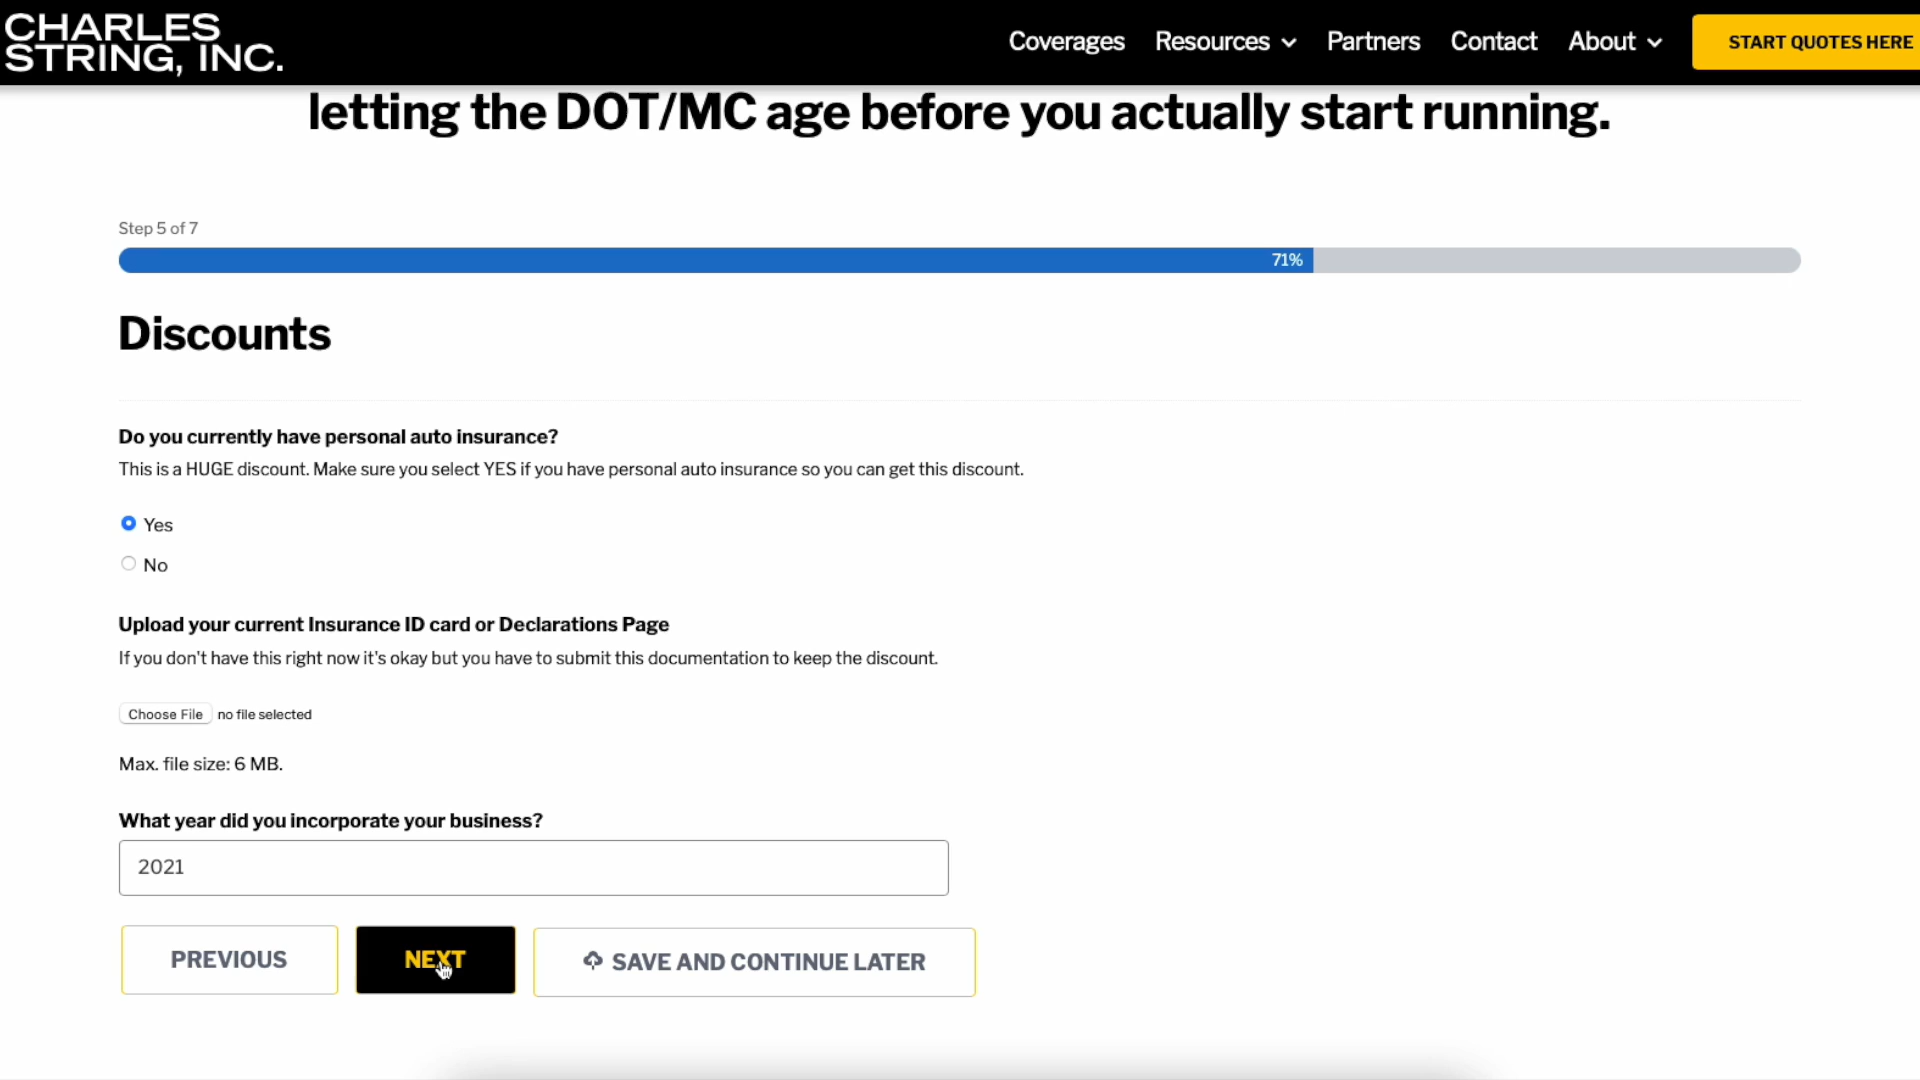 CHARLES
STRING, INC.
Coverages Resources Partners Contact About START QUOTES HERE
letting the DOT/MC age before you actually start running.
Step 5 of 7
71%
Discounts
Do you currently have personal auto insurance?
This is a HUGE discount. Make sure you select YES if you have personal auto insurance so you can get this discount.
Yes
No
Upload your current Insurance ID card or Declarations Page
If you don't have this right now it's okay but you have to submit this documentation to keep the discount.
Choose File no file selected
Max. file size: 6 MB.
What year did you incorporate your business?
2021
PREVIOUS NEXT SAVE AND CONTINUE LATER